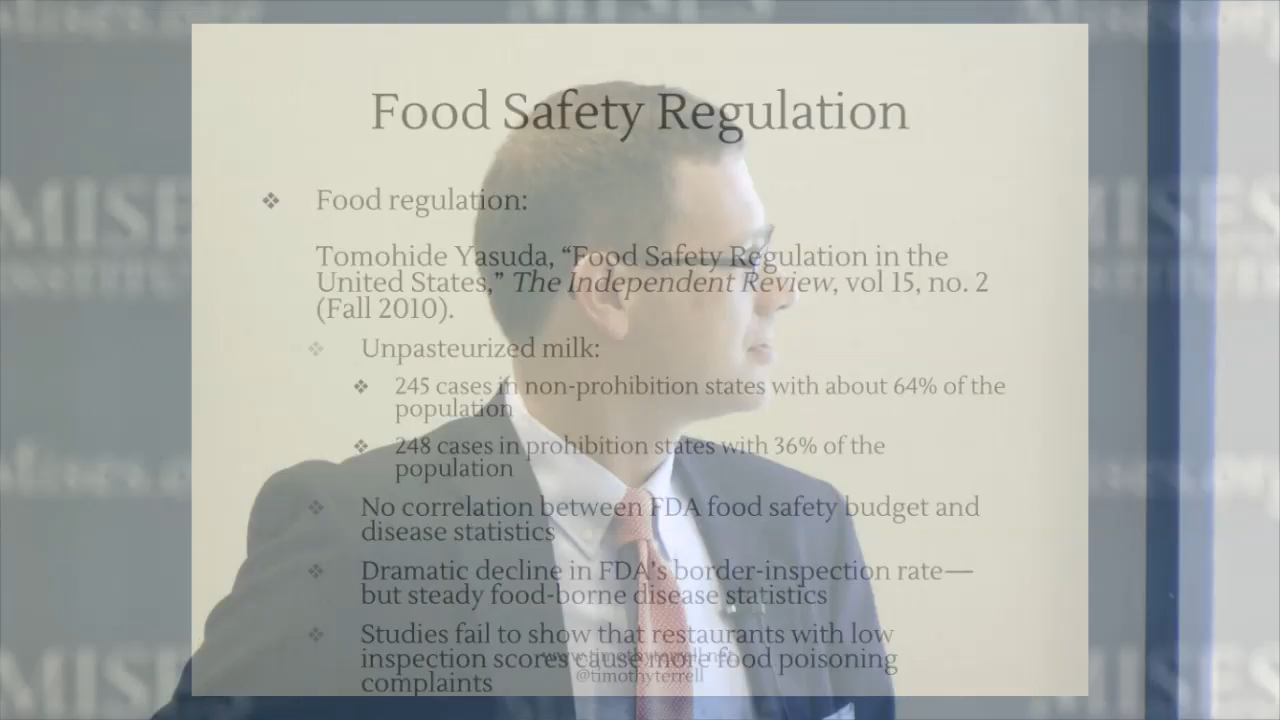 MISES
Food Safety Regulation
❖ Food regulation:
Tomohide Yasuda, “Food Safety Regulation in the
United States,” The Independent Review, vol 15, no. 2
(Fall 2010).
❖ Unpasteurized milk:
❖ 245 cases in non-prohibition states with about 64% of the
population
❖ 248 cases in prohibition states with 36% of the
population
❖ No correlation between FDA food safety budget and
disease statistics
❖ Dramatic decline in FDA's border-inspection rate—
but steady food-borne disease statistics
❖ Studies fail to show that restaurants with low
inspection scores cause more food poisoning
complaints
www.timothyterrell.net
@timothyterrell